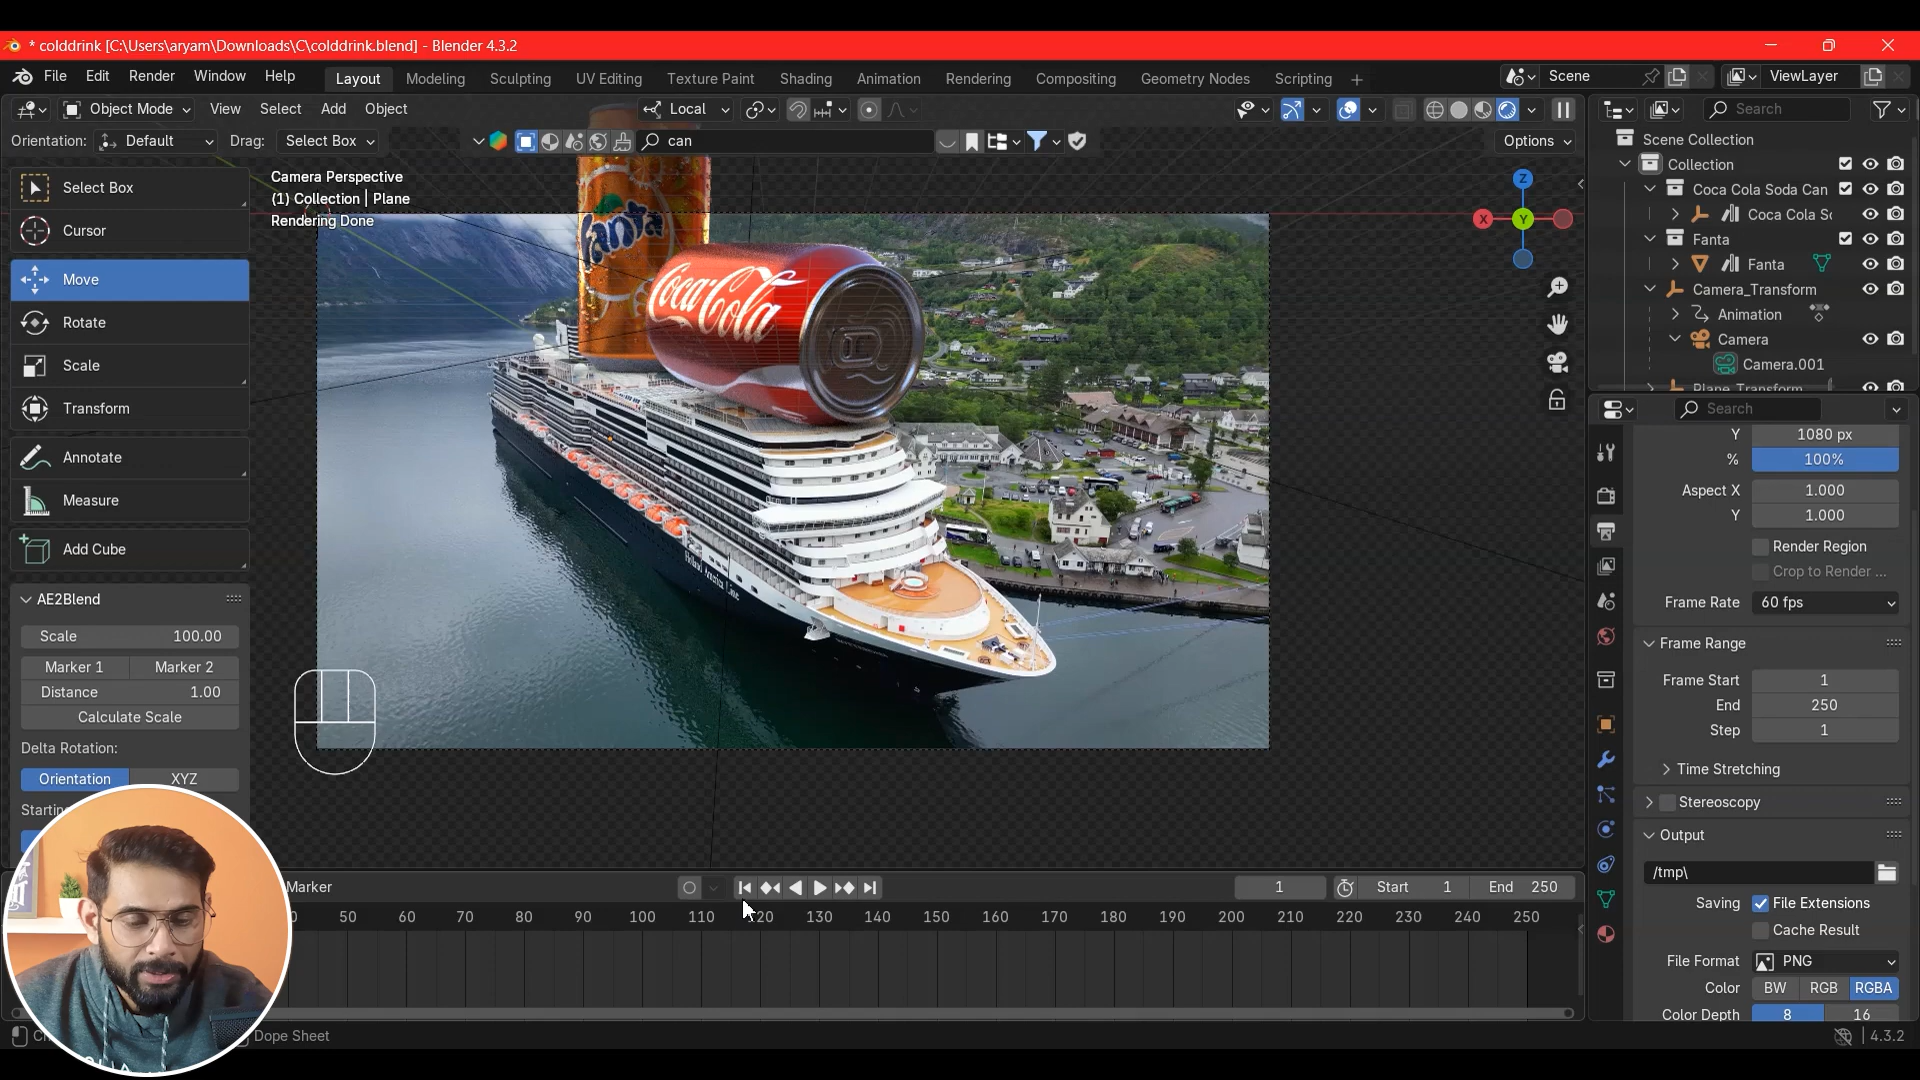 * colddrink [C:\Users\aryam\Downloads\C\colddrink.blend] - Blender 4.3.2
File Edit Render Window Help Layout Modeling Sculpting UV Editing Texture Paint Shading Animation Rendering Compositing Geometry Nodes Scripting + Scene ViewLayer
Object Mode View Select Add Object Local Search
Orientation: Default Drag: Select Box can Options
Scene Collection
Collection
Coca Cola Soda Can
Coca Cola So
Fanta
Fanta
Camera_Transform
Animation
Camera
Camera.001
Plane_Transform
Select Box
Cursor
Move
Rotate
Scale
Transform
Annotate
Measure
Add Cube
AE2Blend
Scale 100.00
Marker 1 Marker 2
Distance 1.00
Calculate Scale
Delta Rotation:
Orientation XYZ
Starting
Camera Perspective
(1) Collection | Plane
Rendering Done
Fanta
Coca-Cola
Holland America Line
Z
X Y
Search
Y 1080 px
% 100%
Aspect X 1.000
Y 1.000
Render Region
Crop to Render ...
Frame Rate 60 fps
Frame Range
Frame Start 1
End 250
Step 1
Time Stretching
Stereoscopy
Output
/tmp\
Saving File Extensions
Cache Result
File Format PNG
Color BW RGB RGBA
Color Depth 8 16
Marker 1 Start 1 End 250
50 60 70 80 90 100 110 120 130 140 150 160 170 180 190 200 210 220 230 240 250
Dope Sheet
4.3.2